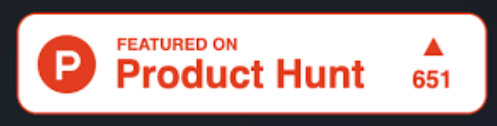 P
FEATURED ON
Product Hunt
▲
651